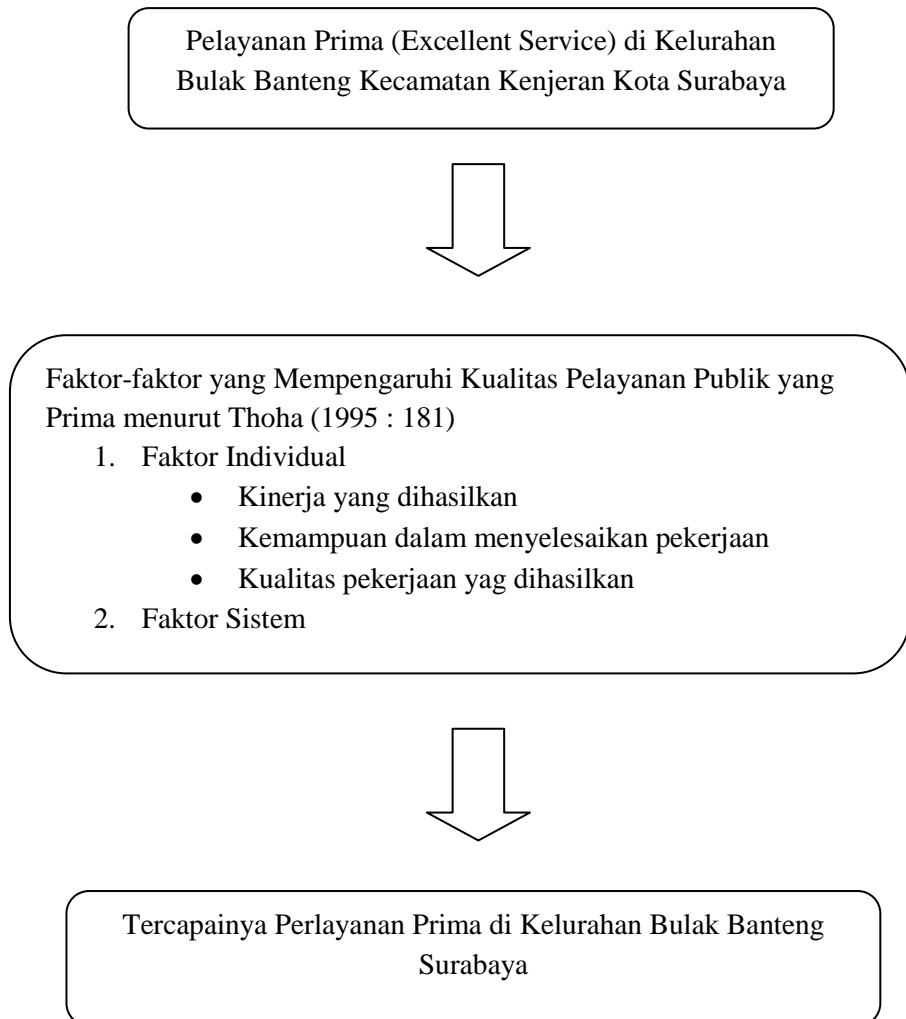 Pelayanan Prima (Excellent Service) di Kelurahan
Bulak Banteng Kecamatan Kenjeran Kota Surabaya
Faktor-faktor yang Mempengaruhi Kualitas Pelayanan Publik yang
Prima menurut Thoha (1995 : 181)
1. Faktor Individual
• Kinerja yang dihasilkan
• Kemampuan dalam menyelesaikan pekerjaan
• Kualitas pekerjaan yag dihasilkan
2. Faktor Sistem
Tercapainya Perlayanan Prima di Kelurahan Bulak Banteng
Surabaya